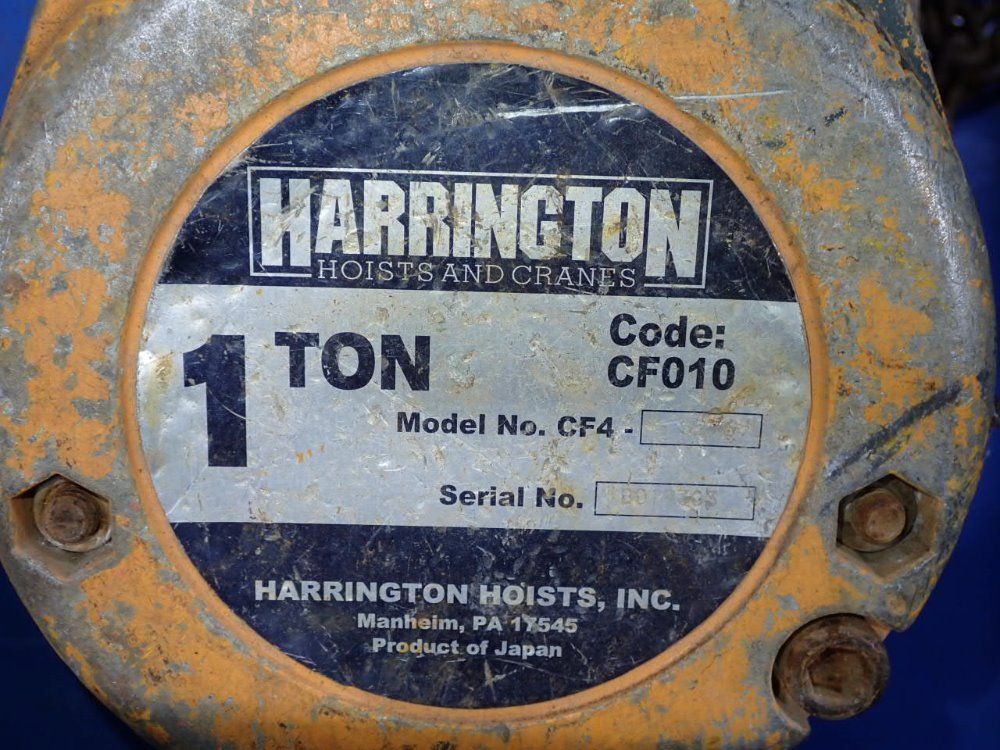 HARRINGTON
HOISTS AND CRANES
1 TON
Code:
CF010
Model No. CF4 -
Serial No.
HARRINGTON HOISTS, INC.
Manheim, PA 17545
Product of Japan